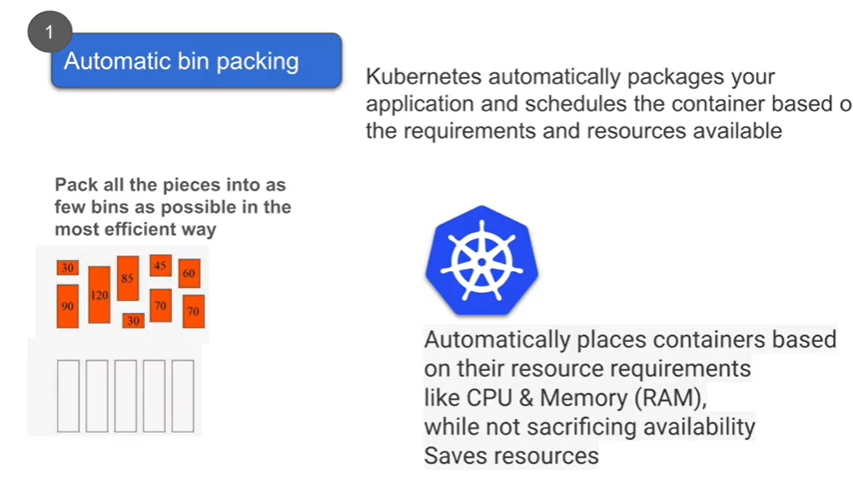 1
Automatic bin packing
Kubernetes automatically packages your
application and schedules the container based o
the requirements and resources available
Pack all the pieces into as
few bins as possible in the
most efficient way
30
90
120
85
30
45
70
60
70
Automatically places containers based
on their resource requirements
like CPU & Memory (RAM),
while not sacrificing availability
Saves resources